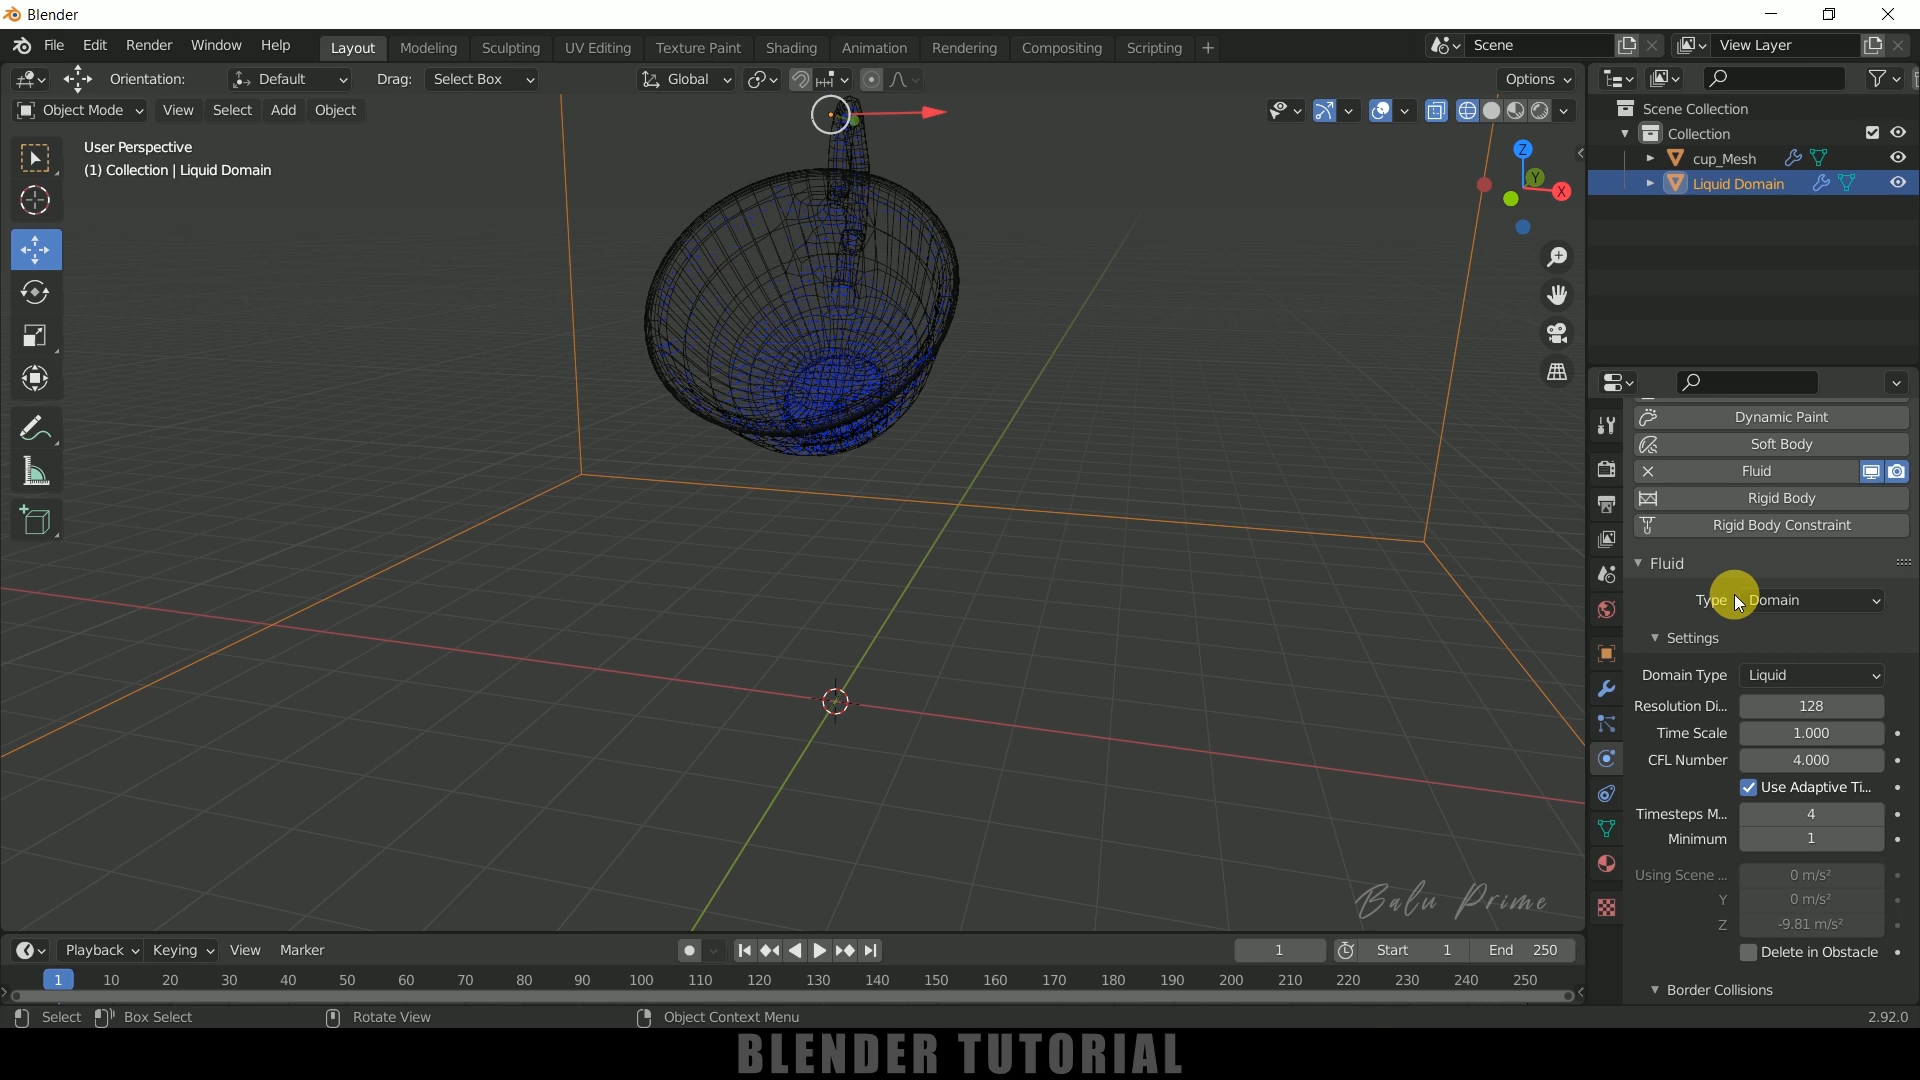 Blender
File Edit Render Window Help Layout Modeling Sculpting UV Editing Texture Paint Shading Animation Rendering Compositing Scripting + Scene View Layer
Orientation: Default Drag: Select Box Global Options
Object Mode View Select Add Object
Scene Collection
Collection
cup_Mesh
Liquid Domain
User Perspective
(1) Collection | Liquid Domain
Z
Y
X
Dynamic Paint
Soft Body
Fluid
Rigid Body
Rigid Body Constraint
Fluid
Type Domain
Settings
Domain Type Liquid
Resolution Di... 128
Time Scale 1.000
CFL Number 4.000
Use Adaptive Ti...
Timesteps M... 4
Minimum 1
Using Scene ... 0 m/s²
Y 0 m/s²
Z -9.81 m/s²
Delete in Obstacle
Border Collisions
Balu Prime
Playback Keying View Marker 1 Start 1 End 250
1 10 20 30 40 50 60 70 80 90 100 110 120 130 140 150 160 170 180 190 200 210 220 230 240 250
Select Box Select Rotate View Object Context Menu 2.92.0
BLENDER TUTORIAL